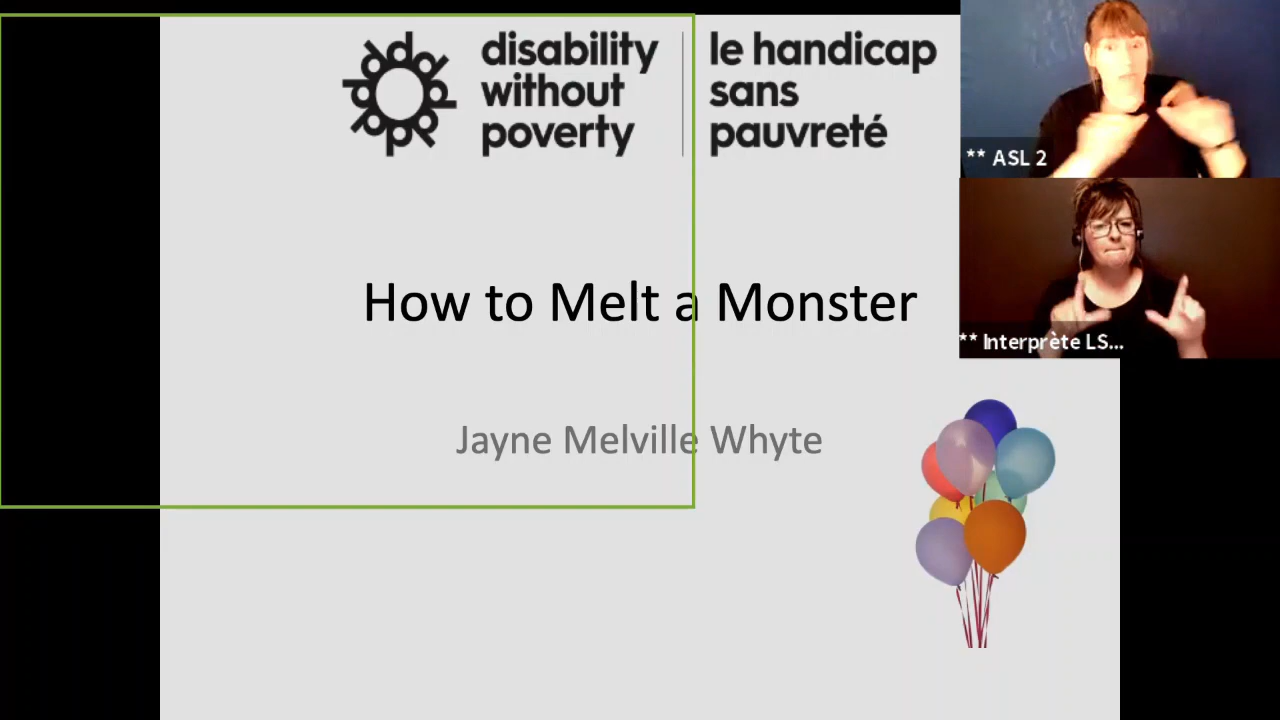 disability
without
poverty
le handicap
sans
pauvreté
** ASL 2
** Interprète LS...
How to Melt a Monster
Jayne Melville Whyte